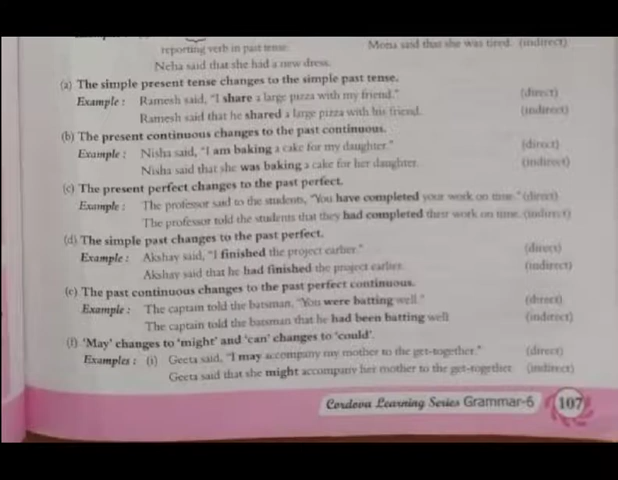 reporting verb in past tense.
Mona said that she was tired. (indirect)
Neha said that she had a new dress.
(a) The simple present tense changes to the simple past tense.
Example : Ramesh said, "I share a large pizza with my friend." (direct)
Ramesh said that he shared a large pizza with his friend. (indirect)
(b) The present continuous changes to the past continuous.
Example : Nisha said, "I am baking a cake for my daughter." (direct)
Nisha said that she was baking a cake for her daughter. (indirect)
(c) The present perfect changes to the past perfect.
Example : The professor said to the students, "You have completed your work on time." (direct)
The professor told the students that they had completed their work on time. (indirect)
(d) The simple past changes to the past perfect.
Example : Akshay said, "I finished the project earlier." (direct)
Akshay said that he had finished the project earlier. (indirect)
(e) The past continuous changes to the past perfect continuous.
Example : The captain told the batsman, "You were batting well." (direct)
The captain told the batsman that he had been batting well (indirect)
(f) 'May' changes to 'might' and 'can' changes to 'could'.
Examples : (i) Geeta said, "I may accompany my mother to the get-together." (direct)
Geeta said that she might accompany her mother to the get-together (indirect)
Cordova Learning Series Grammar-6 107